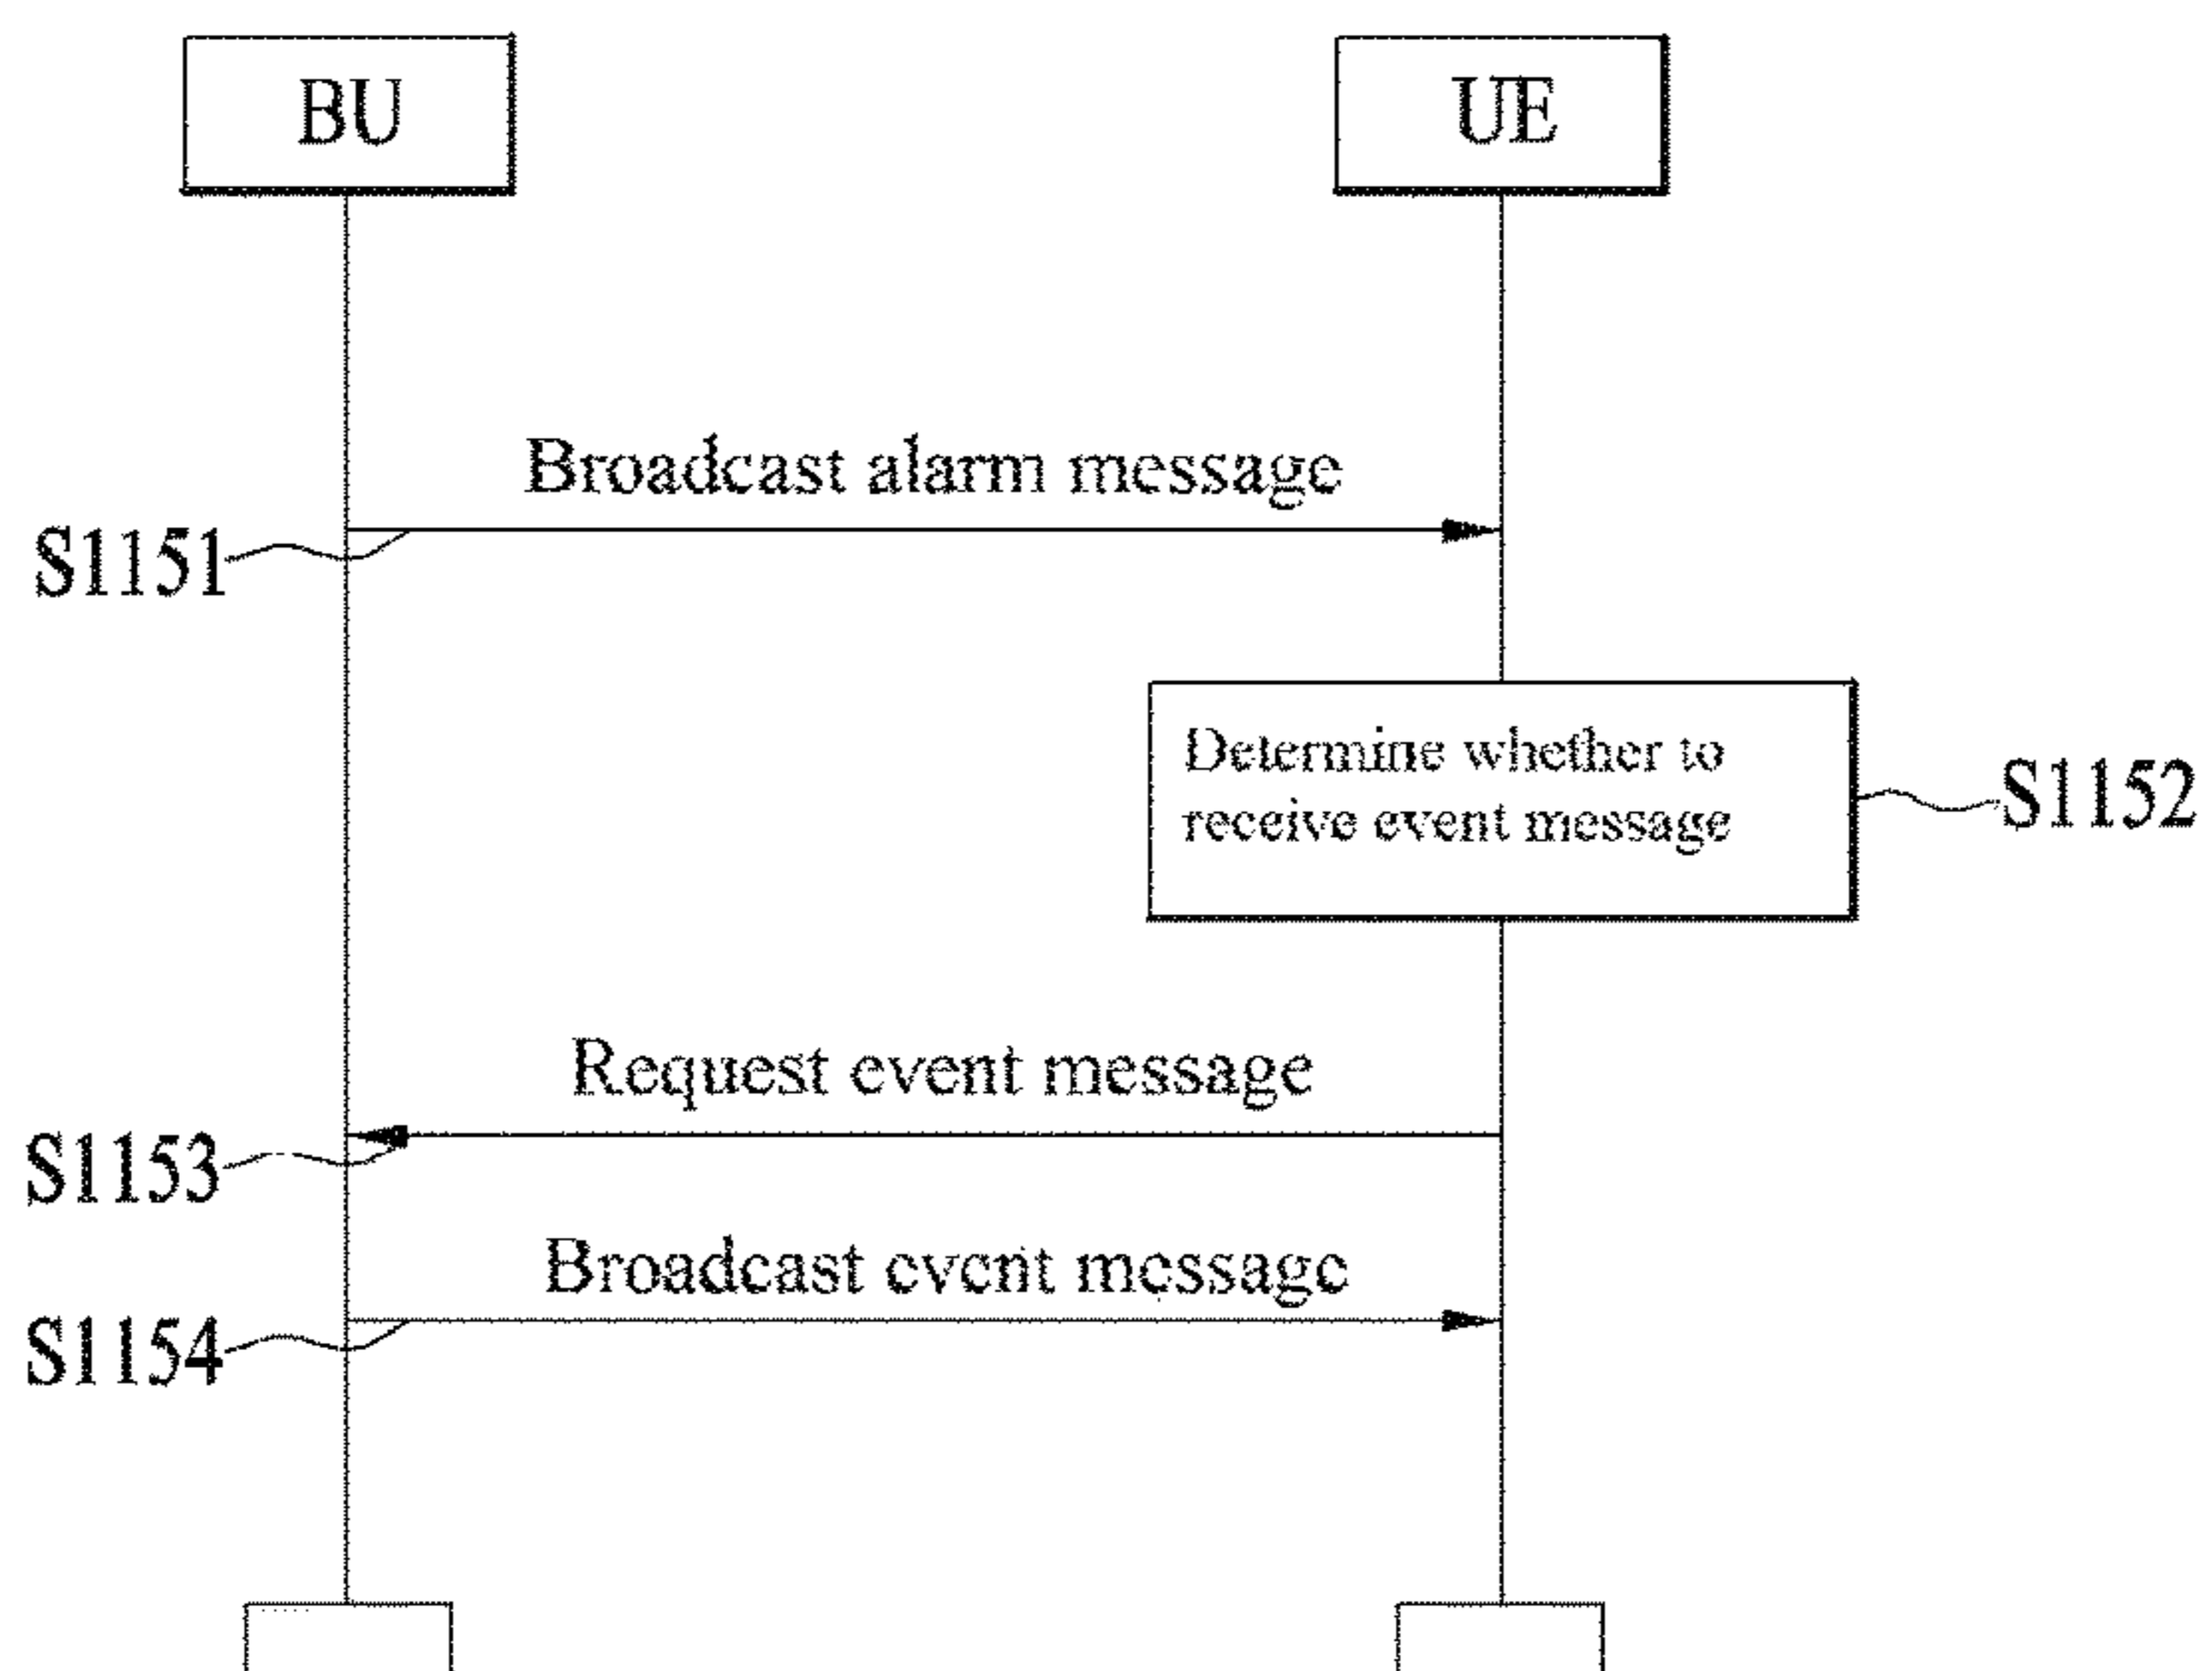 BU
UE
Broadcast alarm message
S1151
Determine whether to
receive event message
S1152
Request event message
S1153
Broadcast event message
S1154